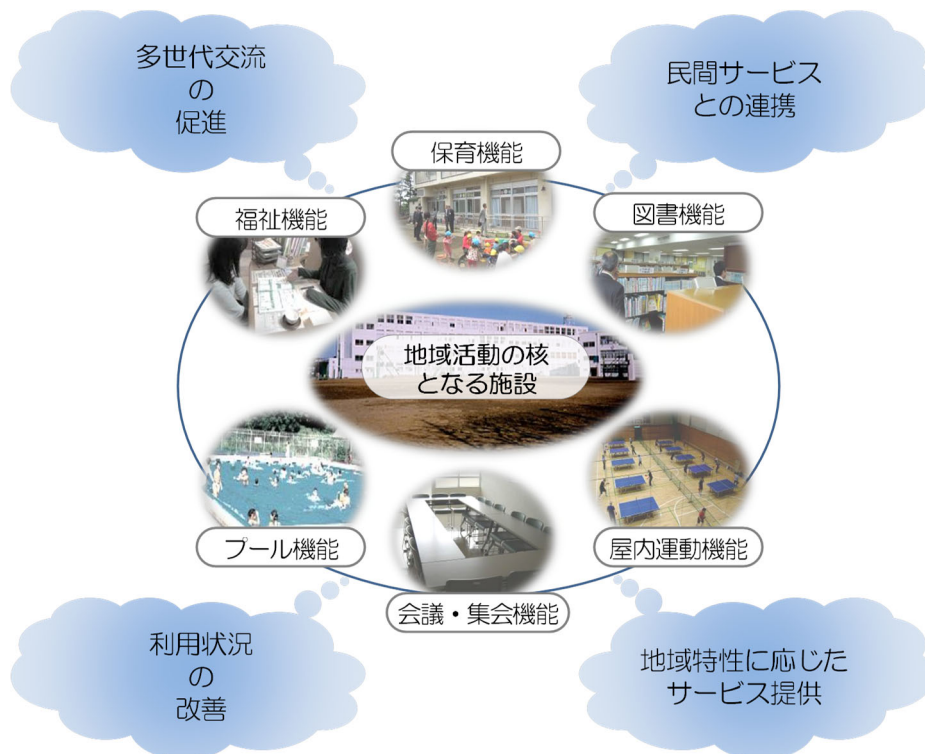 多世代交流
の
促進
民間サービス
との連携
保育機能
福祉機能
図書機能
地域活動の核
となる施設
プール機能
屋内運動機能
会議・集会機能
利用状況
の
改善
地域特性に応じた
サービス提供